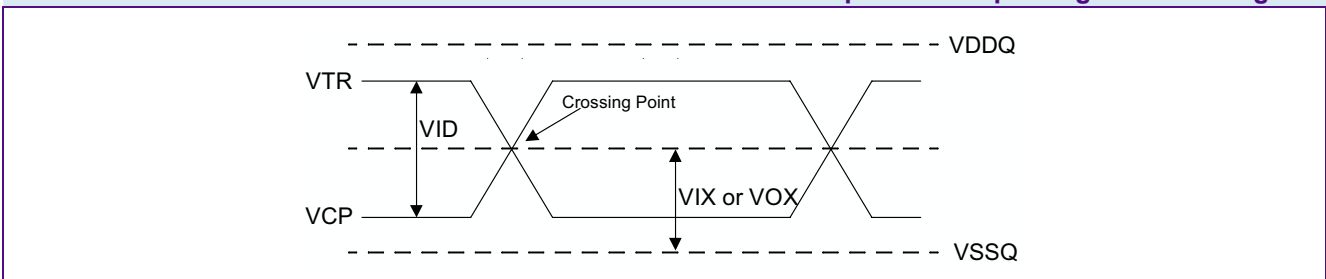 VDDQ
VTR
Crossing Point
VID
VIX or VOX
VCP
VSSQ